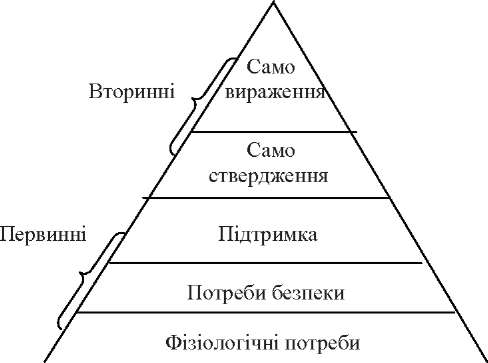 Само
вираження
Вторинні
Само
ствердження
Первинні
Підтримка
Потреби безпеки
Фізіологічні потреби